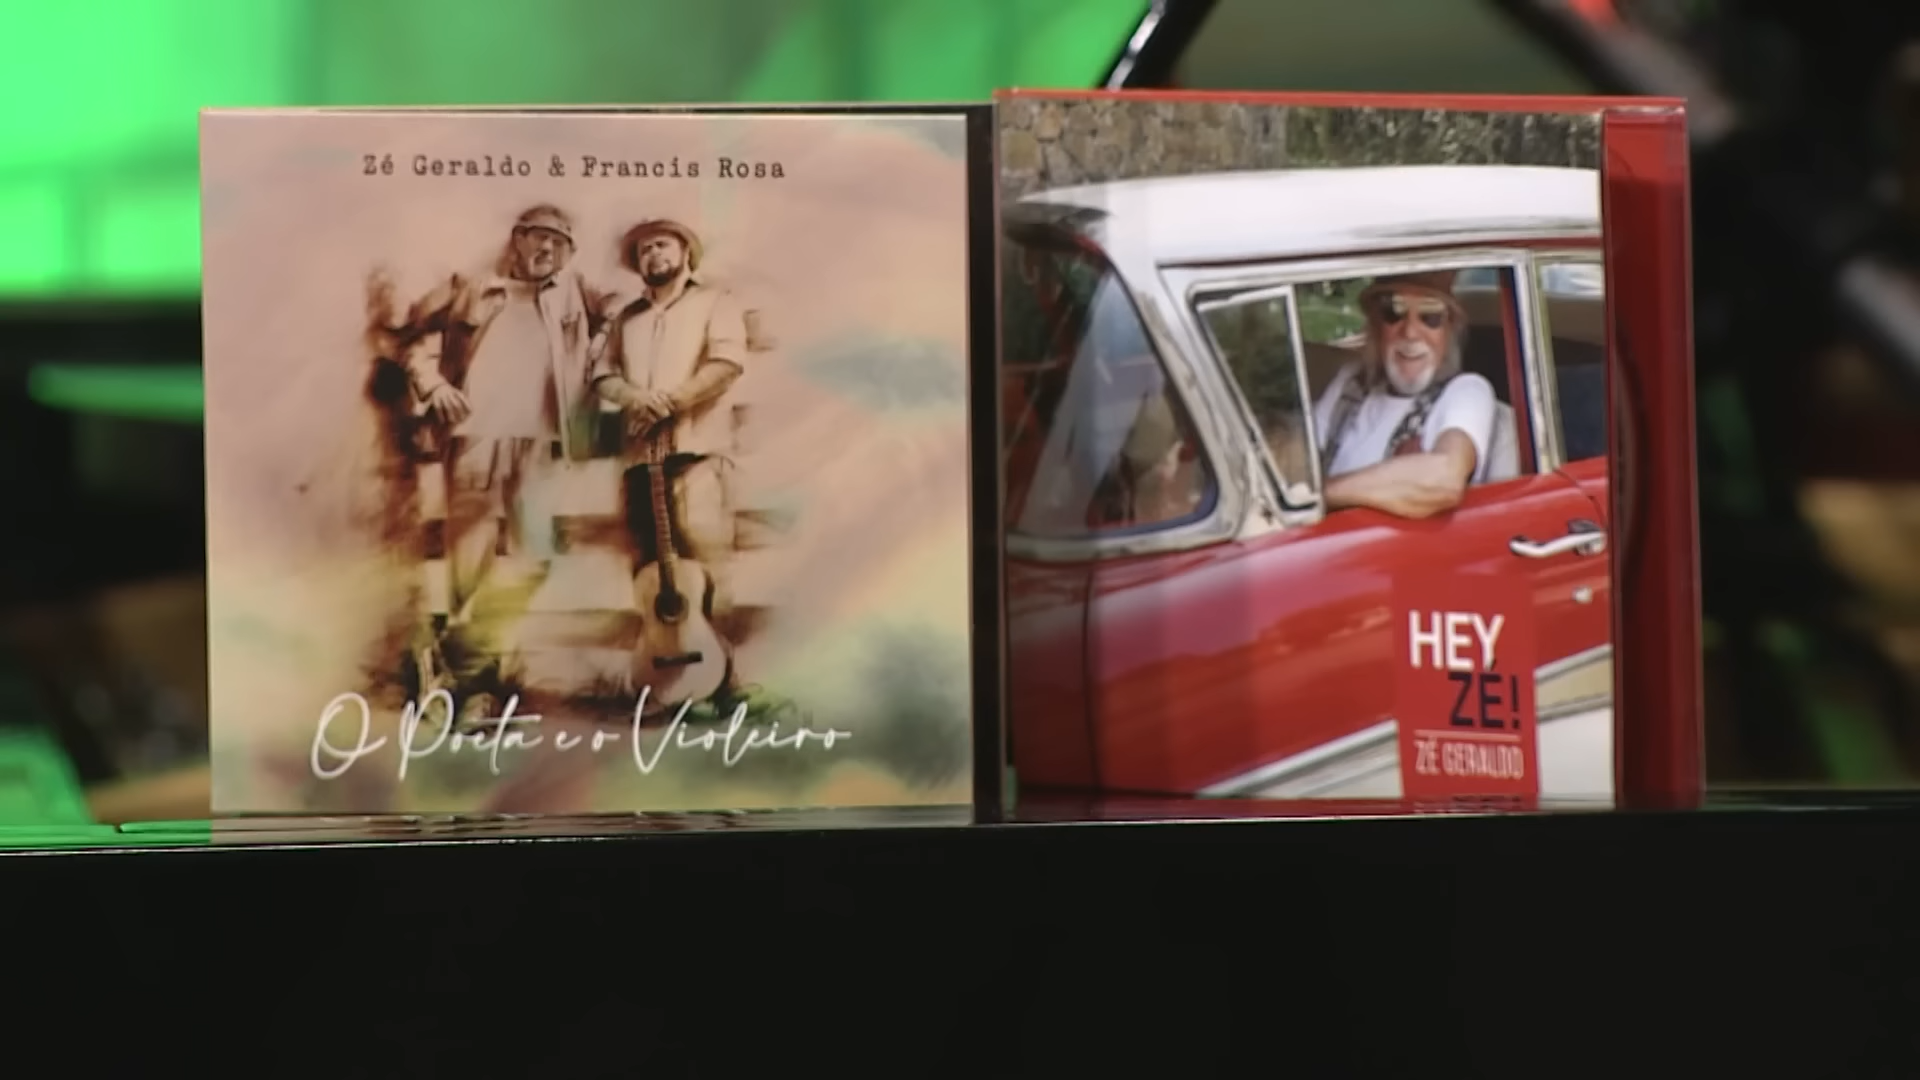 Zé Geraldo & Francis Rosa
O Poeta e o Violeiro
HEY
ZÉ!
ZÉ GERALDO